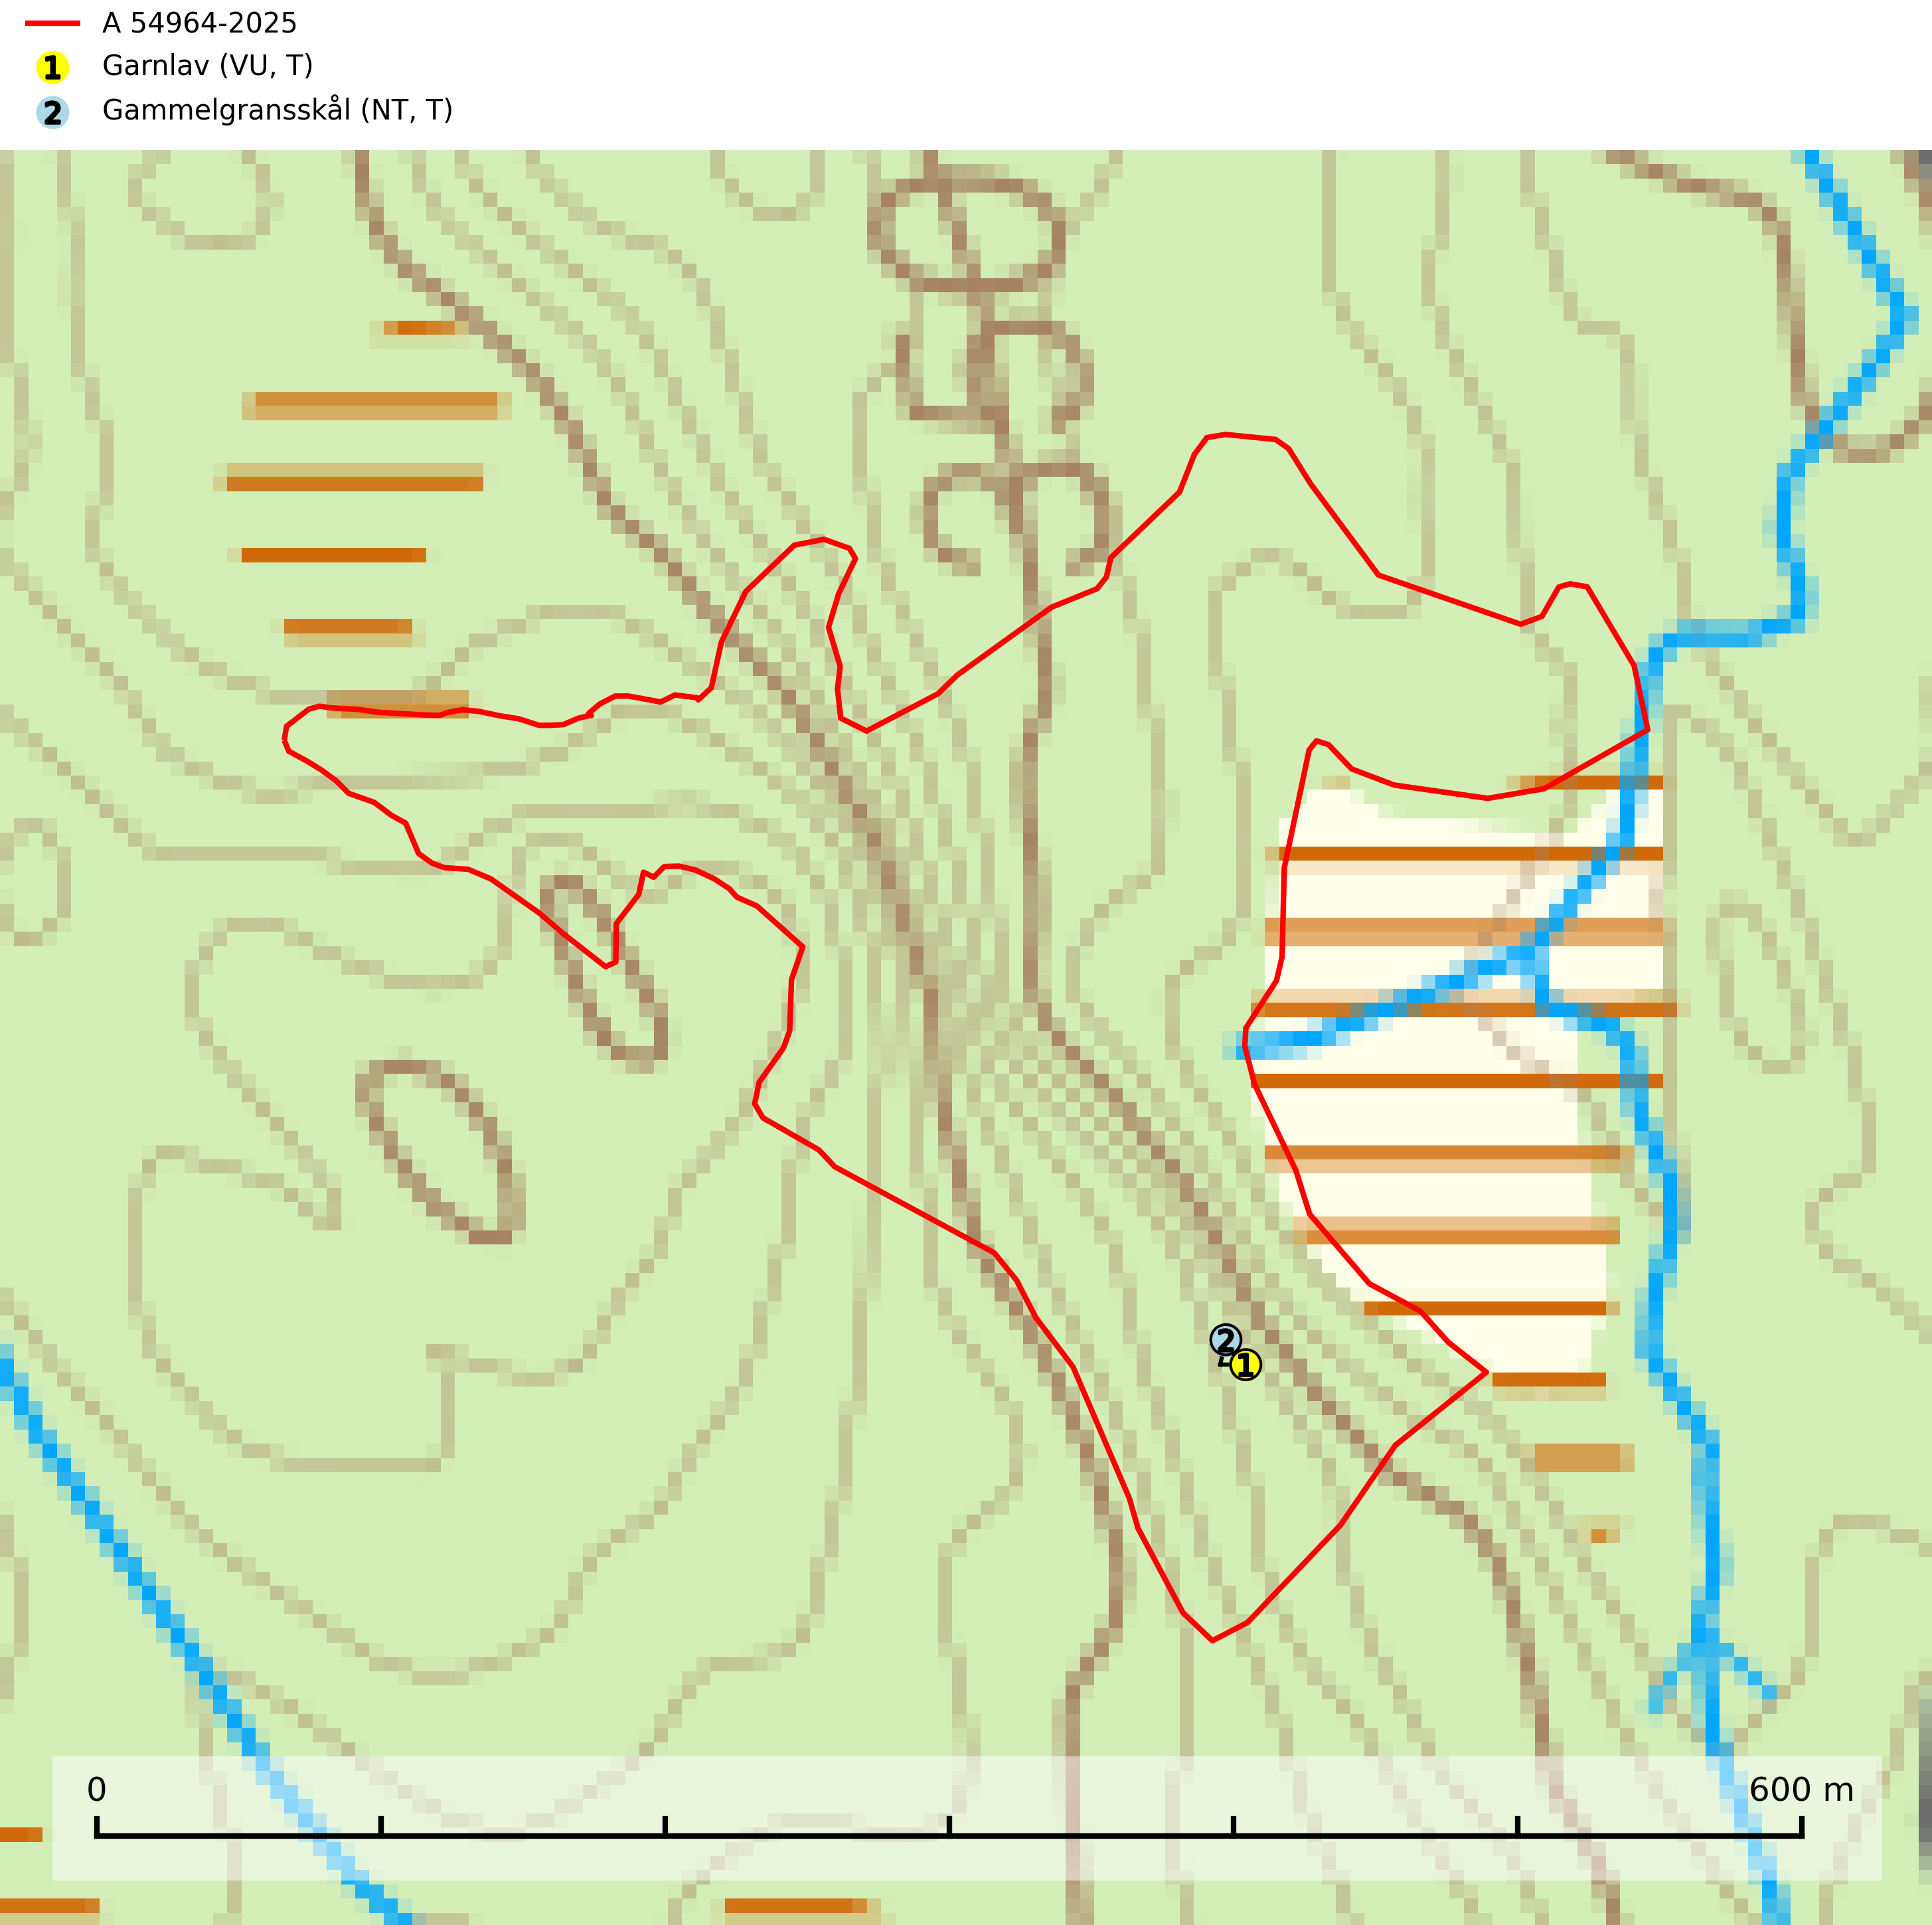 A 54964-2025
1 Garnlav (VU, T)
2 Gammelgransskål (NT, T)
2
1
0 600 m